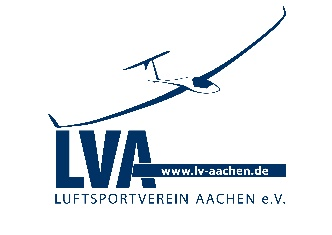 LVA
www.lv-aachen.de
LUFTSPORTVEREIN AACHEN e.V.